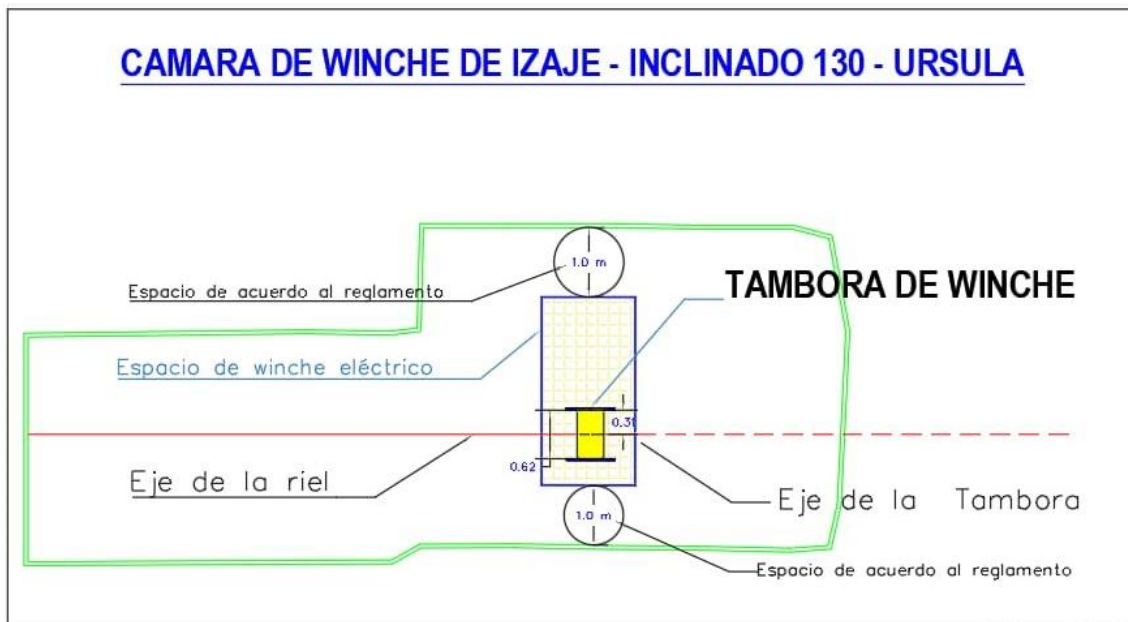 CAMARA DE WINCHE DE IZAJE - INCLINADO 130 - URSULA
1.0 m
TAMBORA DE WINCHE
Espacio de acuerdo al reglamento
Espacio de winche eléctrico
0.31
0.62
Eje de la riel
Eje de la Tambora
1.0 m
Espacio de acuerdo al reglamento